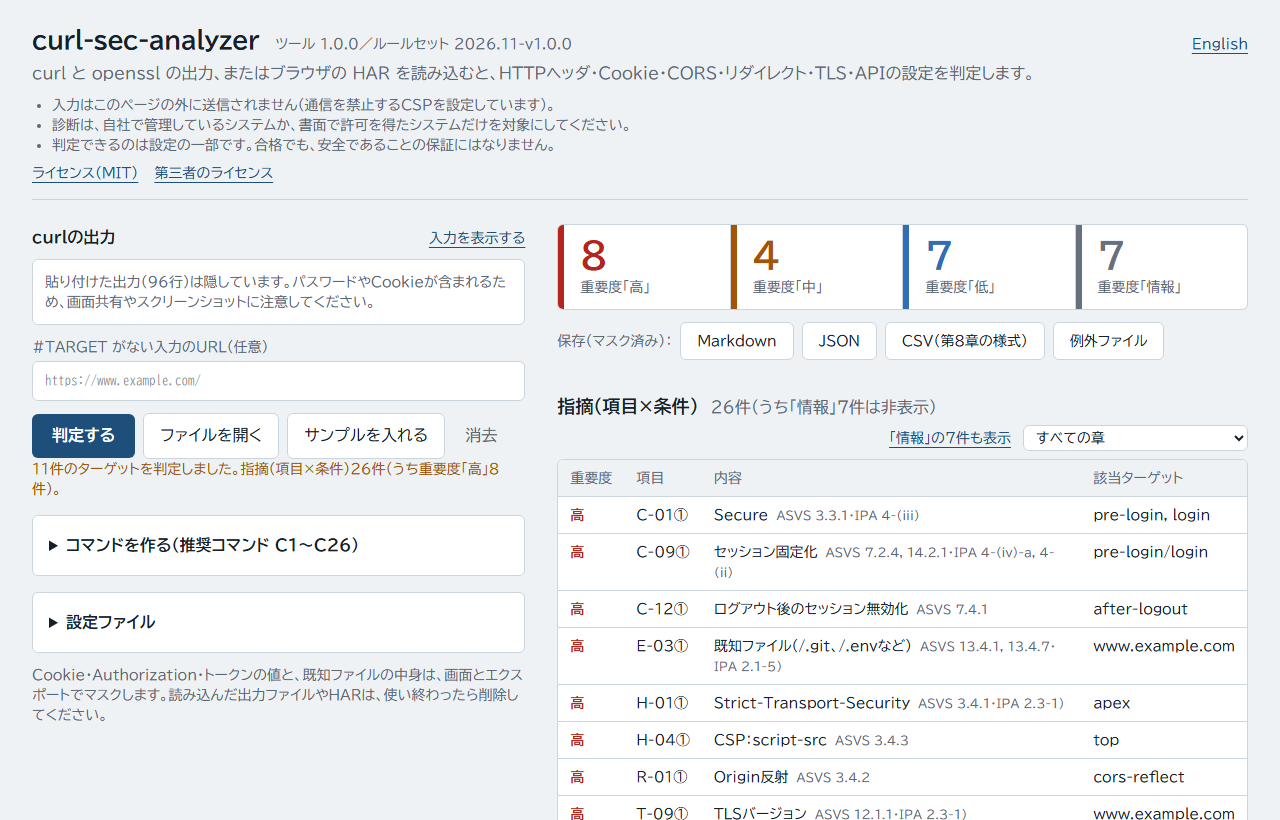 curl-sec-analyzer ツール 1.0.0／ルールセット 2026.11-v1.0.0
English
curl と openssl の出力、またはブラウザの HAR を読み込むと、HTTPヘッダ・Cookie・CORS・リダイレクト・TLS・APIの設定を判定します。
• 入力はこのページの外に送信されません（通信を禁止するCSPを設定しています）。
• 診断は、自社で管理しているシステムか、書面で許可を得たシステムだけを対象にしてください。
• 判定できるのは設定の一部です。合格でも、安全であることの保証にはなりません。
ライセンス（MIT） 第三者のライセンス
curlの出力
入力を表示する
貼り付けた出力（96行）は隠しています。パスワードやCookieが含まれるた
め、画面共有やスクリーンショットに注意してください。
#TARGET がない入力のURL（任意）
https://www.example.com/
判定する ファイルを開く サンプルを入れる 消去
11件のターゲットを判定しました。指摘（項目×条件）26件（うち重要度「高」8
件）。
▶ コマンドを作る（推奨コマンド C1〜C26）
▶ 設定ファイル
Cookie・Authorization・トークンの値と、既知ファイルの中身は、画面とエクス
ポートでマスクします。読み込んだ出力ファイルやHARは、使い終わったら削除し
てください。
8 4 7 7
重要度「高」 重要度「中」 重要度「低」 重要度「情報」
保存（マスク済み）： Markdown JSON CSV（第8章の様式） 例外ファイル
指摘（項目×条件） 26件（うち「情報」7件は非表示）
「情報」の7件も表示 すべての章
重要度 項目 内容 該当ターゲット
高 C-01① Secure ASVS 3.3.1・IPA 4-(iii) pre-login, login
高 C-09① セッション固定化 ASVS 7.2.4, 14.2.1・IPA 4-(iv)-a, 4- pre-login/login
(ii)
高 C-12① ログアウト後のセッション無効化 ASVS 7.4.1 after-logout
高 E-03① 既知ファイル（/.git、/.envなど） ASVS 13.4.1, 13.4.7・ www.example.com
IPA 2.1-5)
高 H-01① Strict-Transport-Security ASVS 3.4.1・IPA 2.3-1) apex
高 H-04① CSP：script-src ASVS 3.4.3 top
高 R-01① Origin反射 ASVS 3.4.2 cors-reflect
高 T-09① TLSバージョン ASVS 12.1.1・IPA 2.3-1) www.example.com